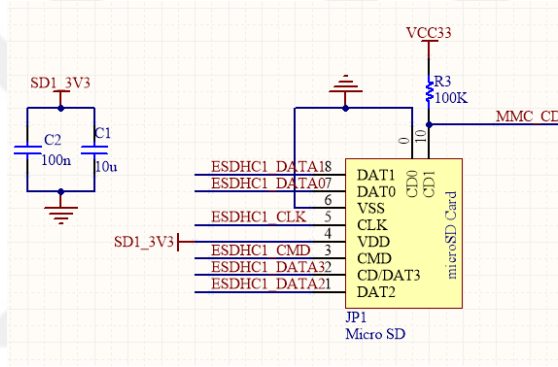 VCC33
R3
100K
MMC_CD
SD1_3V3
C2
100n
C1
10u
0
10
CD0
CD1
ESDHC1_DATA1 8 DAT1
ESDHC1_DATA0 7 DAT0
6 VSS
ESDHC1_CLK 5 CLK
SD1_3V3 4 VDD
ESDHC1_CMD 3 CMD
ESDHC1_DATA3 2 CD/DAT3
ESDHC1_DATA2 1 DAT2
microSD Card
JP1
Micro SD